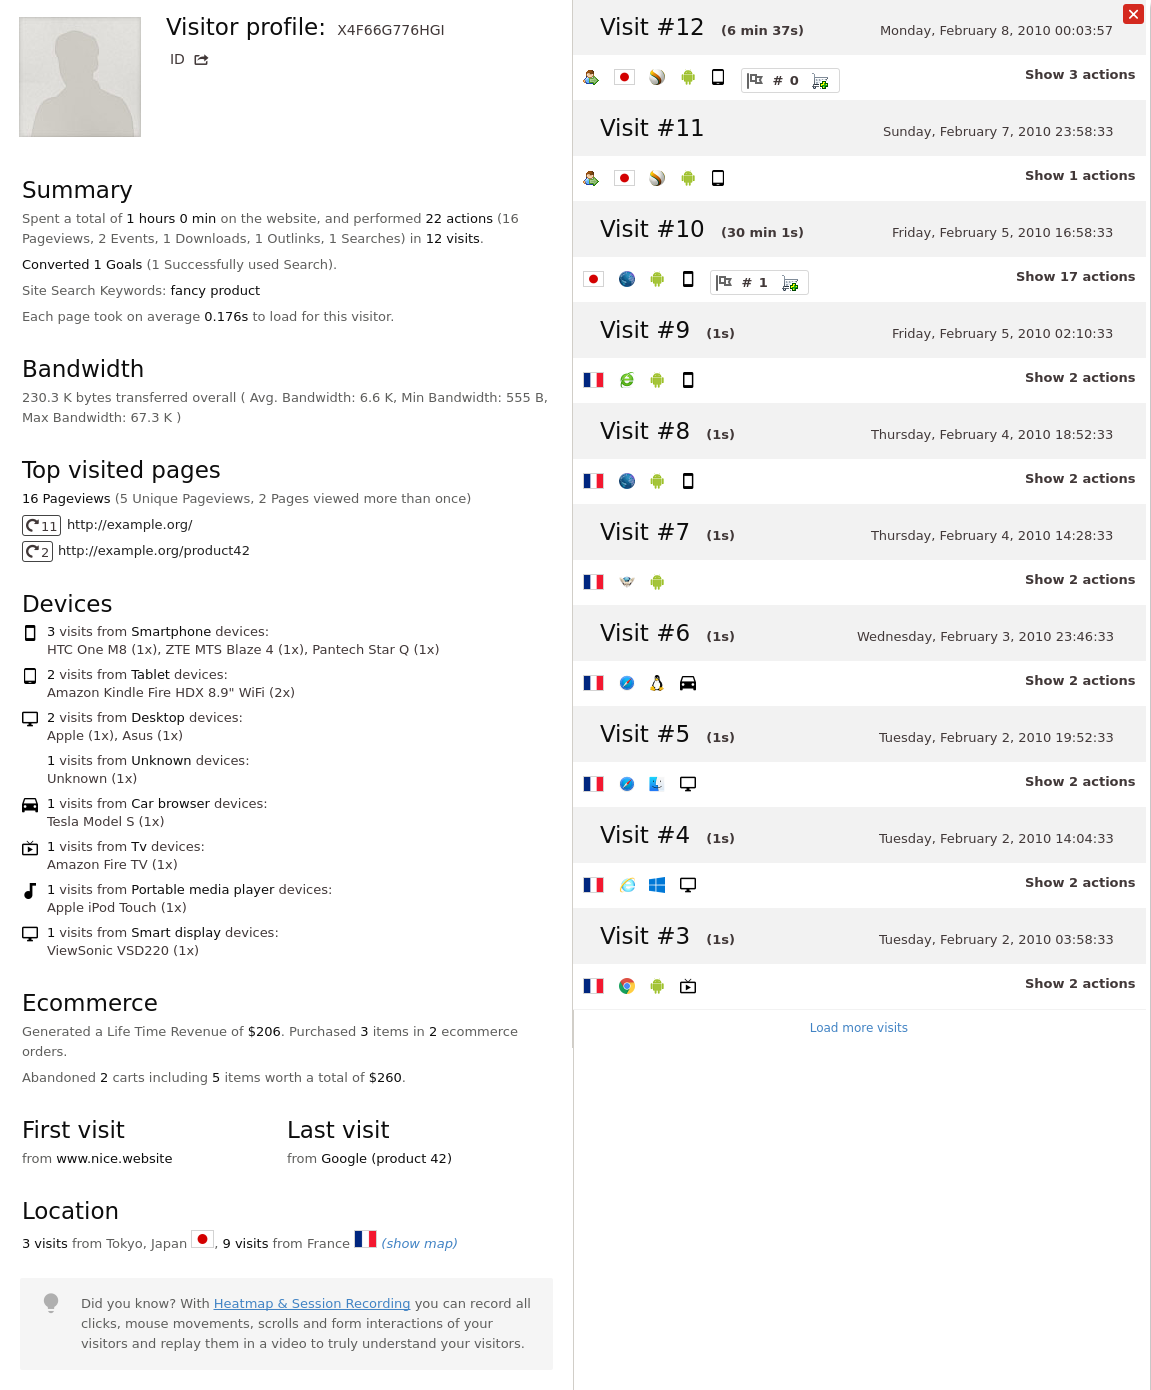 Visitor profile: X4F66G776HGI
ID
Summary
Spent a total of 1 hours 0 min on the website, and performed 22 actions (16
Pageviews, 2 Events, 1 Downloads, 1 Outlinks, 1 Searches) in 12 visits.
Converted 1 Goals (1 Successfully used Search).
Site Search Keywords: fancy product
Each page took on average 0.176s to load for this visitor.
Bandwidth
230.3 K bytes transferred overall ( Avg. Bandwidth: 6.6 K, Min Bandwidth: 555 B,
Max Bandwidth: 67.3 K )
Top visited pages
16 Pageviews (5 Unique Pageviews, 2 Pages viewed more than once)
11 http://example.org/
2 http://example.org/product42
Devices
3 visits from Smartphone devices:
HTC One M8 (1x), ZTE MTS Blaze 4 (1x), Pantech Star Q (1x)
2 visits from Tablet devices:
Amazon Kindle Fire HDX 8.9" WiFi (2x)
2 visits from Desktop devices:
Apple (1x), Asus (1x)
1 visits from Unknown devices:
Unknown (1x)
1 visits from Car browser devices:
Tesla Model S (1x)
1 visits from Tv devices:
Amazon Fire TV (1x)
1 visits from Portable media player devices:
Apple iPod Touch (1x)
1 visits from Smart display devices:
ViewSonic VSD220 (1x)
Ecommerce
Generated a Life Time Revenue of $206. Purchased 3 items in 2 ecommerce
orders.
Abandoned 2 carts including 5 items worth a total of $260.
First visit
from www.nice.website
Last visit
from Google (product 42)
Location
3 visits from Tokyo, Japan , 9 visits from France (show map)
Did you know? With Heatmap & Session Recording you can record all
clicks, mouse movements, scrolls and form interactions of your
visitors and replay them in a video to truly understand your visitors.
Visit #12 (6 min 37s) Monday, February 8, 2010 00:03:57
# 0 Show 3 actions
Visit #11 Sunday, February 7, 2010 23:58:33
Show 1 actions
Visit #10 (30 min 1s) Friday, February 5, 2010 16:58:33
# 1 Show 17 actions
Visit #9 (1s) Friday, February 5, 2010 02:10:33
Show 2 actions
Visit #8 (1s) Thursday, February 4, 2010 18:52:33
Show 2 actions
Visit #7 (1s) Thursday, February 4, 2010 14:28:33
Show 2 actions
Visit #6 (1s) Wednesday, February 3, 2010 23:46:33
Show 2 actions
Visit #5 (1s) Tuesday, February 2, 2010 19:52:33
Show 2 actions
Visit #4 (1s) Tuesday, February 2, 2010 14:04:33
Show 2 actions
Visit #3 (1s) Tuesday, February 2, 2010 03:58:33
Show 2 actions
Load more visits